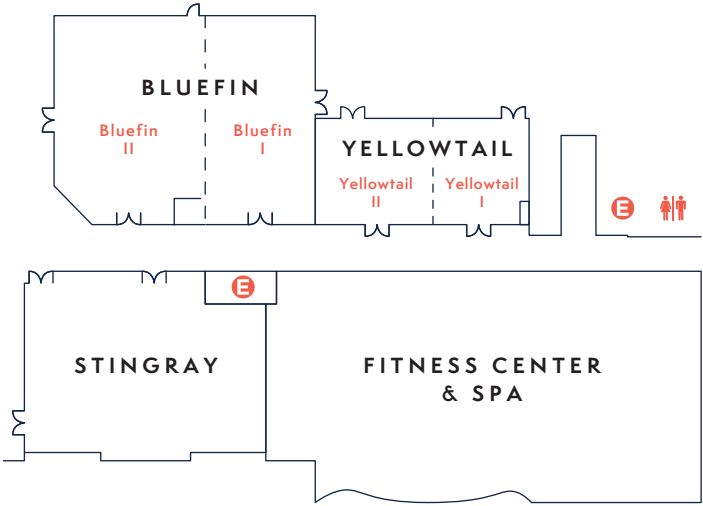 BLUEFIN
Bluefin
II
Bluefin
I
YELLOWTAIL
Yellowtail
II
Yellowtail
I
E
E
STINGRAY
FITNESS CENTER
& SPA